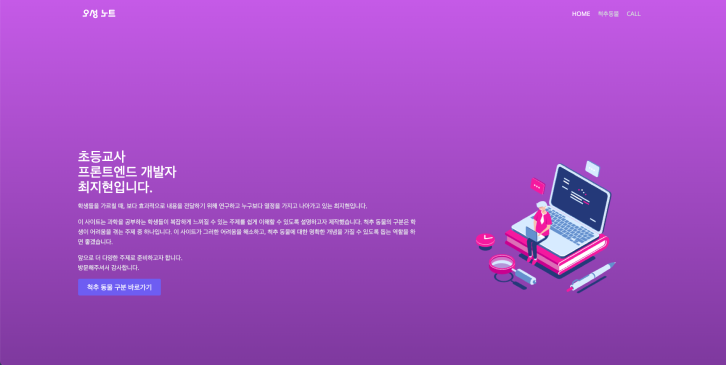 오성 노트
HOME 척추동물 CALL
초등교사
프론트엔드 개발자
최지현입니다.
학생들을 가르칠 때, 보다 효과적으로 내용을 전달하기 위해 연구하고 누구보다 열정을 가지고 나아가고 있는 최지현입니다.
이 사이트는 과학을 공부하는 학생들이 복잡하게 느껴질 수 있는 주제를 쉽게 이해할 수 있도록 설명하고자 제작했습니다. 척추 동물의 구분은 학
생이 어려움을 겪는 주제 중 하나입니다. 이 사이트가 그러한 어려움을 해소하고, 척추 동물에 대한 명확한 개념을 가질 수 있도록 돕는 역할을 하
면 좋겠습니다.
앞으로 더 다양한 주제로 준비하고자 합니다.
방문해주셔서 감사합니다.
척추 동물 구분 바로가기